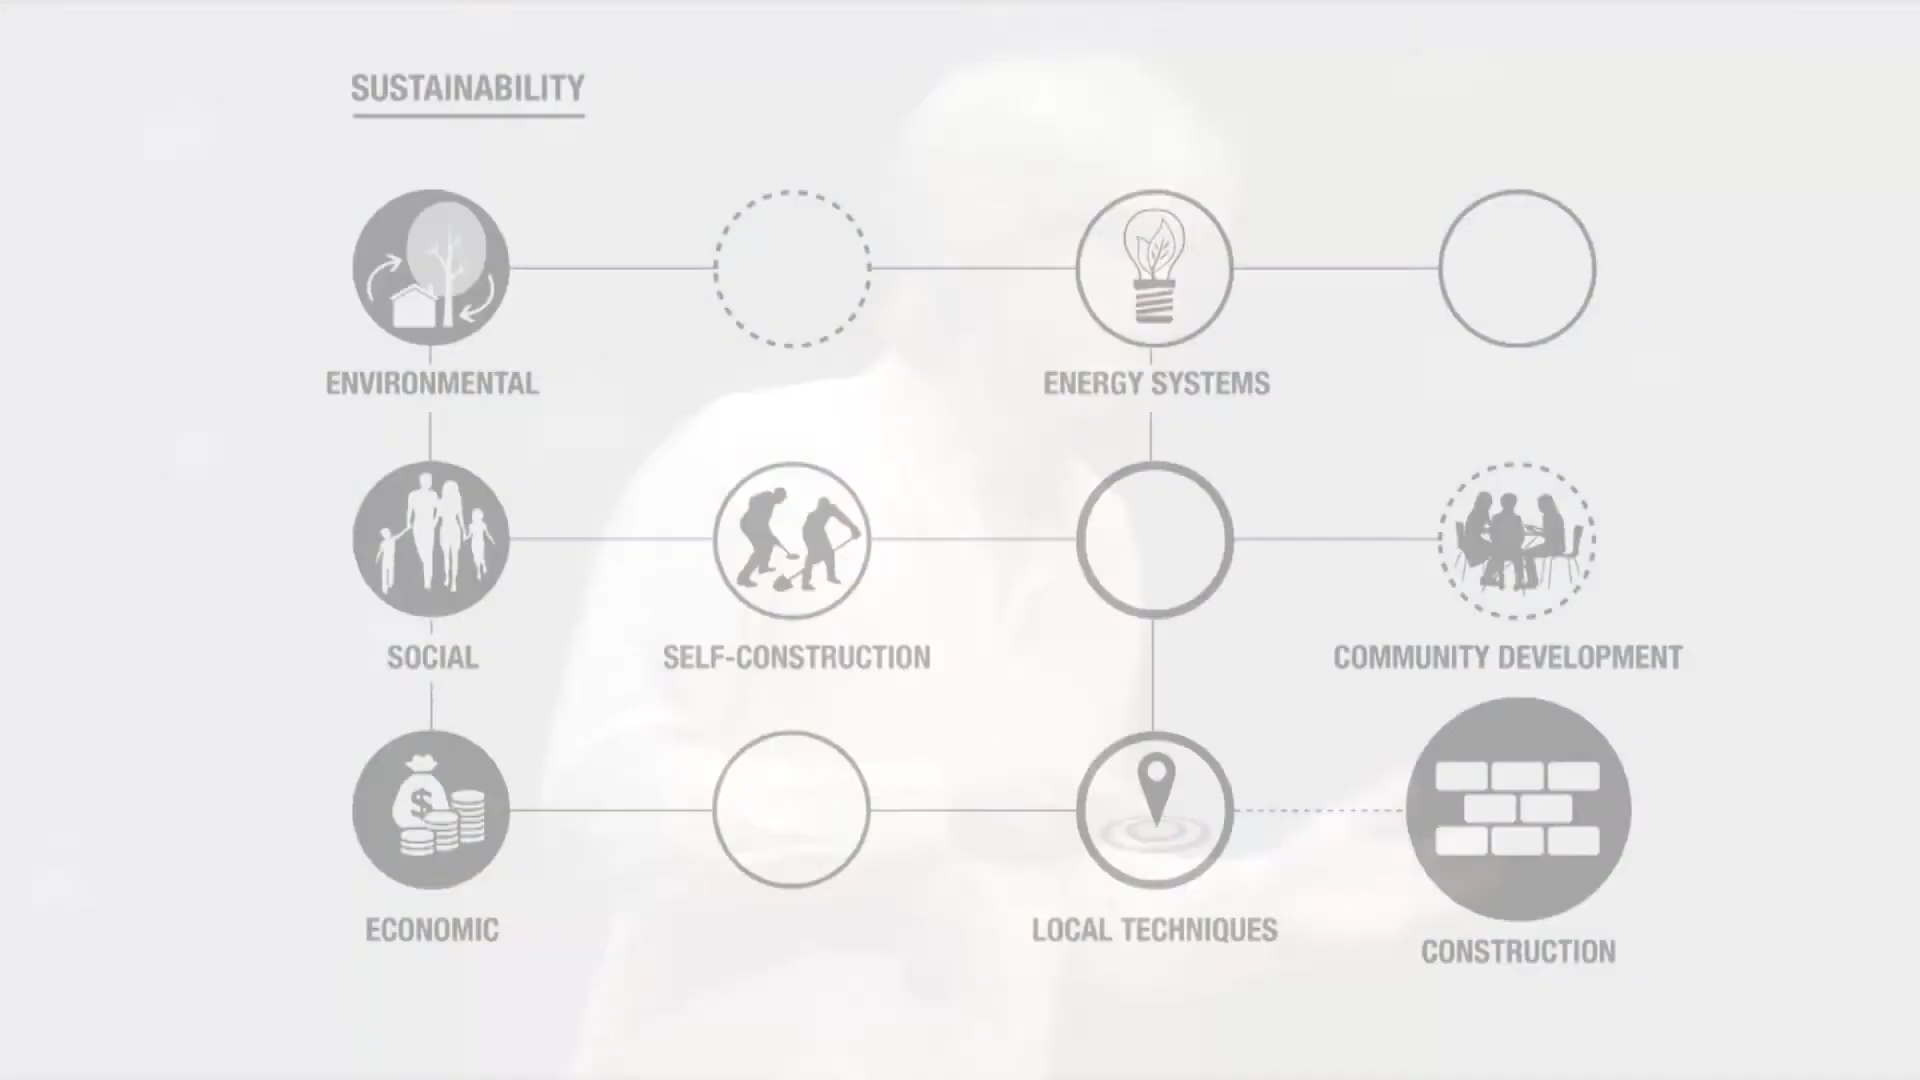 SUSTAINABILITY
ENVIRONMENTAL
ENERGY SYSTEMS
SOCIAL
SELF-CONSTRUCTION
COMMUNITY DEVELOPMENT
$
ECONOMIC
LOCAL TECHNIQUES
CONSTRUCTION